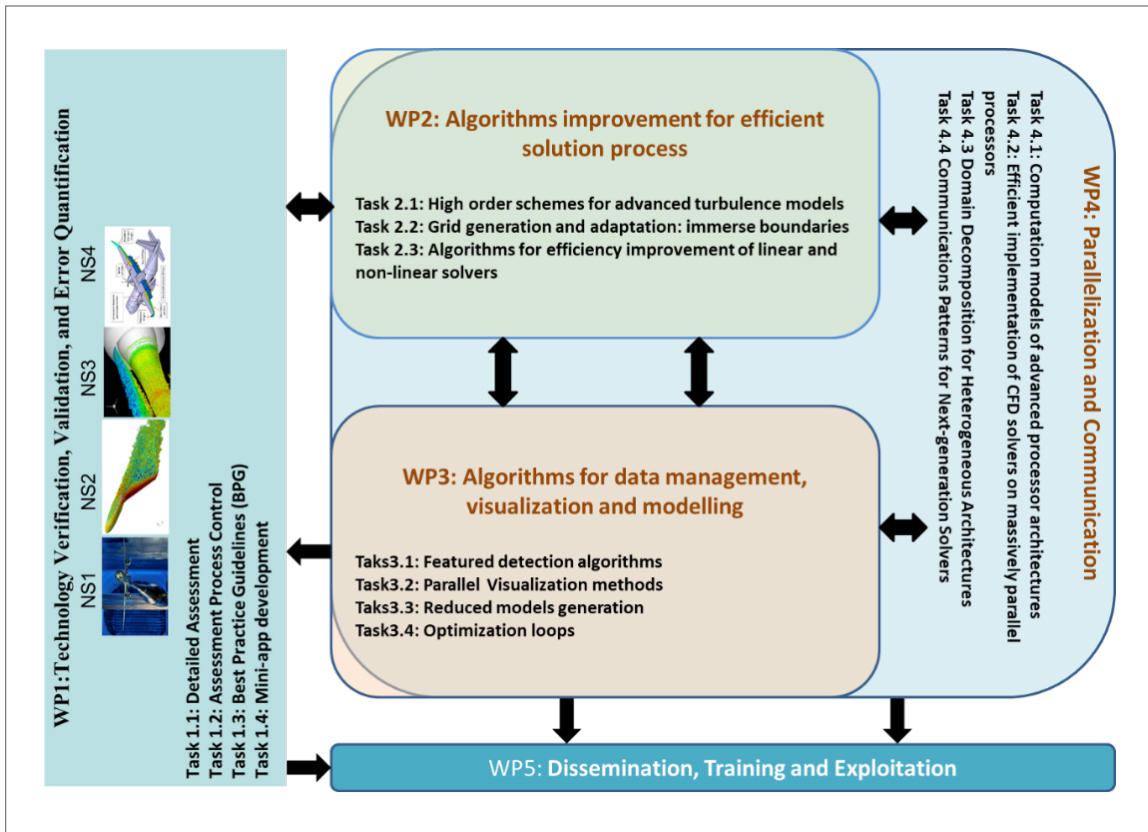 WP1:Technology Verification, Validation, and Error Quantification
NS4
NS3
NS2
NS1
Task 1.1: Detailed Assessment
Task 1.2: Assessment Process Control
Task 1.3: Best Practice Guidelines (BPG)
Task 1.4: Mini-app development
WP2: Algorithms improvement for efficient
solution process
Task 2.1: High order schemes for advanced turbulence models
Task 2.2: Grid generation and adaptation: immerse boundaries
Task 2.3: Algorithms for efficiency improvement of linear and
non-linear solvers
WP3: Algorithms for data management,
visualization and modelling
Taks3.1: Featured detection algorithms
Task3.2: Parallel Visualization methods
Taks3.3: Reduced models generation
Task3.4: Optimization loops
WP4: Parallelization and Communication
Task 4.1: Computation models of advanced processor architectures
Task 4.2: Efficient implementation of CFD solvers on massively parallel
processors
Task 4.3 Domain Decomposition for Heterogeneous Architectures
Task 4.4 Communications Patterns for Next-generation Solvers
WP5: Dissemination, Training and Exploitation